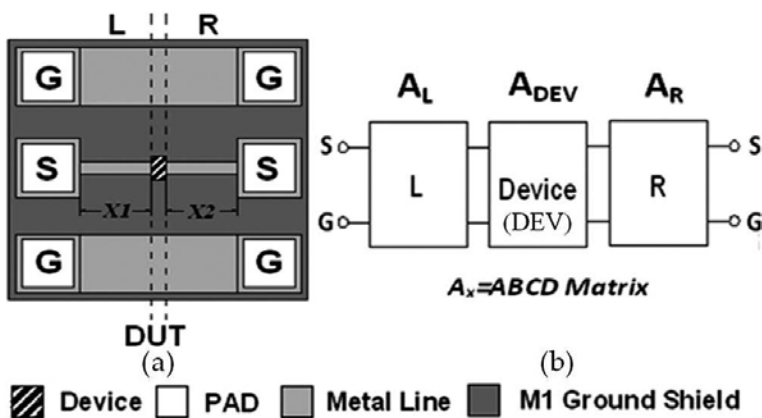 L R
G G
S S
X1 X2
G G
DUT
(a)
A_L A_DEV A_R
S S
L Device R
(DEV)
G G
A_x=ABCD Matrix
(b)
Device PAD Metal Line M1 Ground Shield